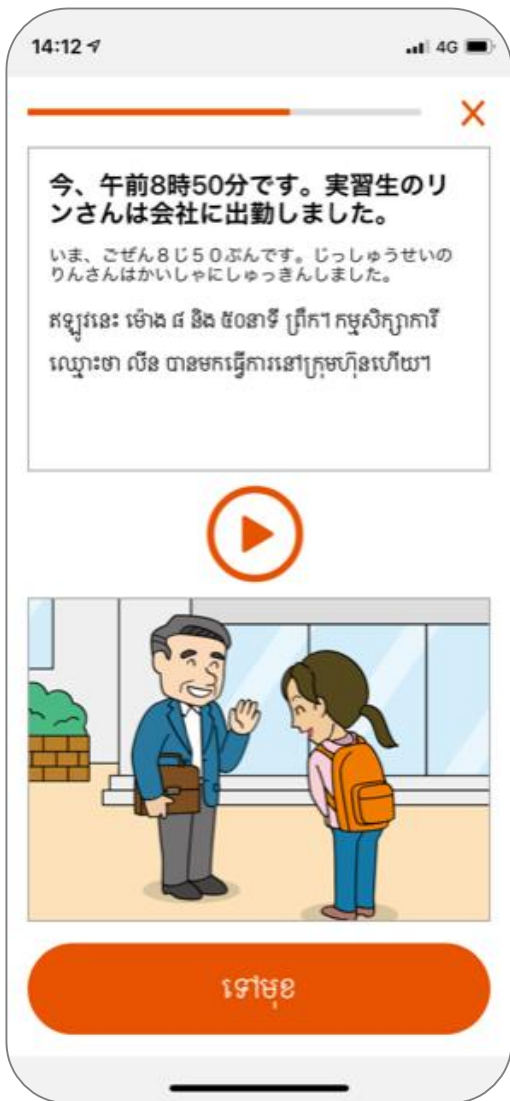 14:12
4G
今、午前8時50分です。実習生のリ
ンさんは会社に出勤しました。
いま、ごぜん８じ５０ぷんです。じっしゅうせいの
りんさんはかいしゃにしゅっきんしました。
ឥឡូវនេះ ម៉ោង ៨ និង ៥០នាទី ព្រឹក។ កម្មសិក្សាការី
ឈ្មោះថា លីន បានមកធ្វើការនៅក្រុមហ៊ុនហើយ។
ទៅមុខ